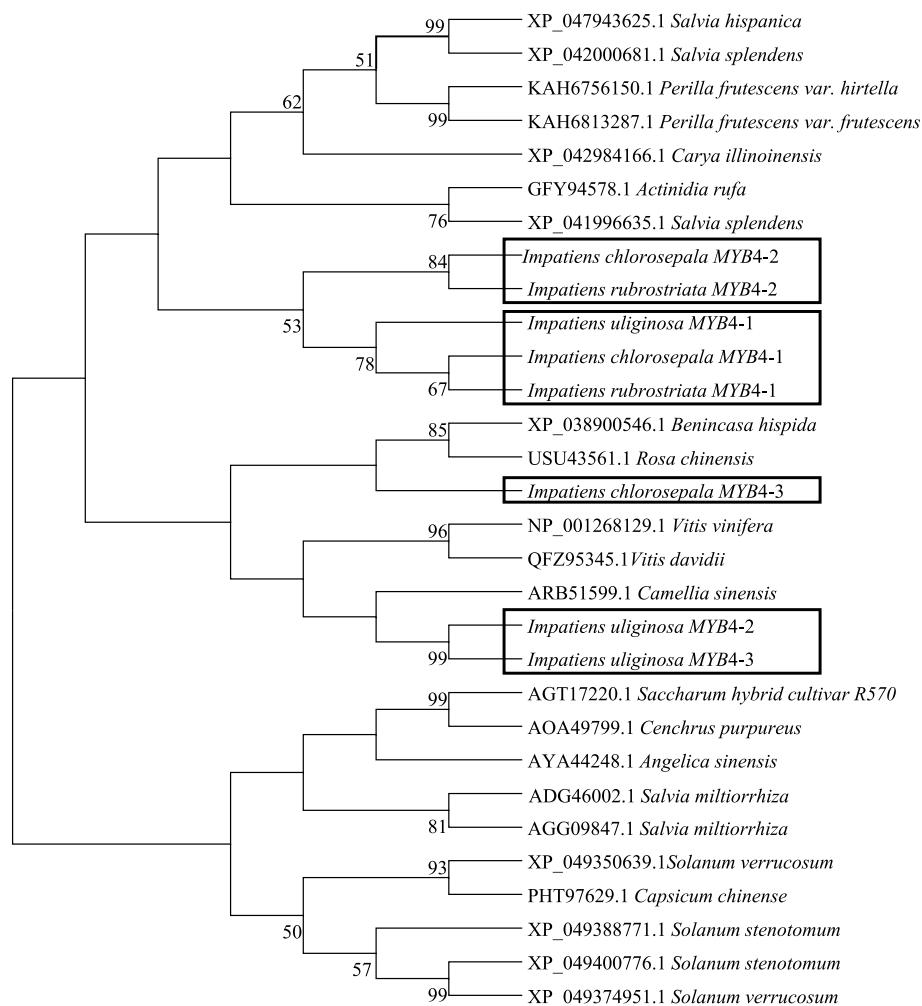 99
XP_047943625.1 Salvia hispanica
XP_042000681.1 Salvia splendens
51
KAH6756150.1 Perilla frutescens var. hirtella
62
99
KAH6813287.1 Perilla frutescens var. frutescens
XP_042984166.1 Carya illinoinensis
GFY94578.1 Actinidia rufa
76
XP_041996635.1 Salvia splendens
84
Impatiens chlorosepala MYB4-2
Impatiens rubrostriata MYB4-2
53
Impatiens uliginosa MYB4-1
78
Impatiens chlorosepala MYB4-1
67
Impatiens rubrostriata MYB4-1
85
XP_038900546.1 Benincasa hispida
USU43561.1 Rosa chinensis
Impatiens chlorosepala MYB4-3
96
NP_001268129.1 Vitis vinifera
QFZ95345.1Vitis davidii
ARB51599.1 Camellia sinensis
Impatiens uliginosa MYB4-2
99
Impatiens uliginosa MYB4-3
99
AGT17220.1 Saccharum hybrid cultivar R570
AOA49799.1 Cenchrus purpureus
AYA44248.1 Angelica sinensis
ADG46002.1 Salvia miltiorrhiza
81
AGG09847.1 Salvia miltiorrhiza
93
XP_049350639.1Solanum verrucosum
PHT97629.1 Capsicum chinense
50
XP_049388771.1 Solanum stenotomum
57
XP_049400776.1 Solanum stenotomum
99
XP_049374951.1 Solanum verrucosum